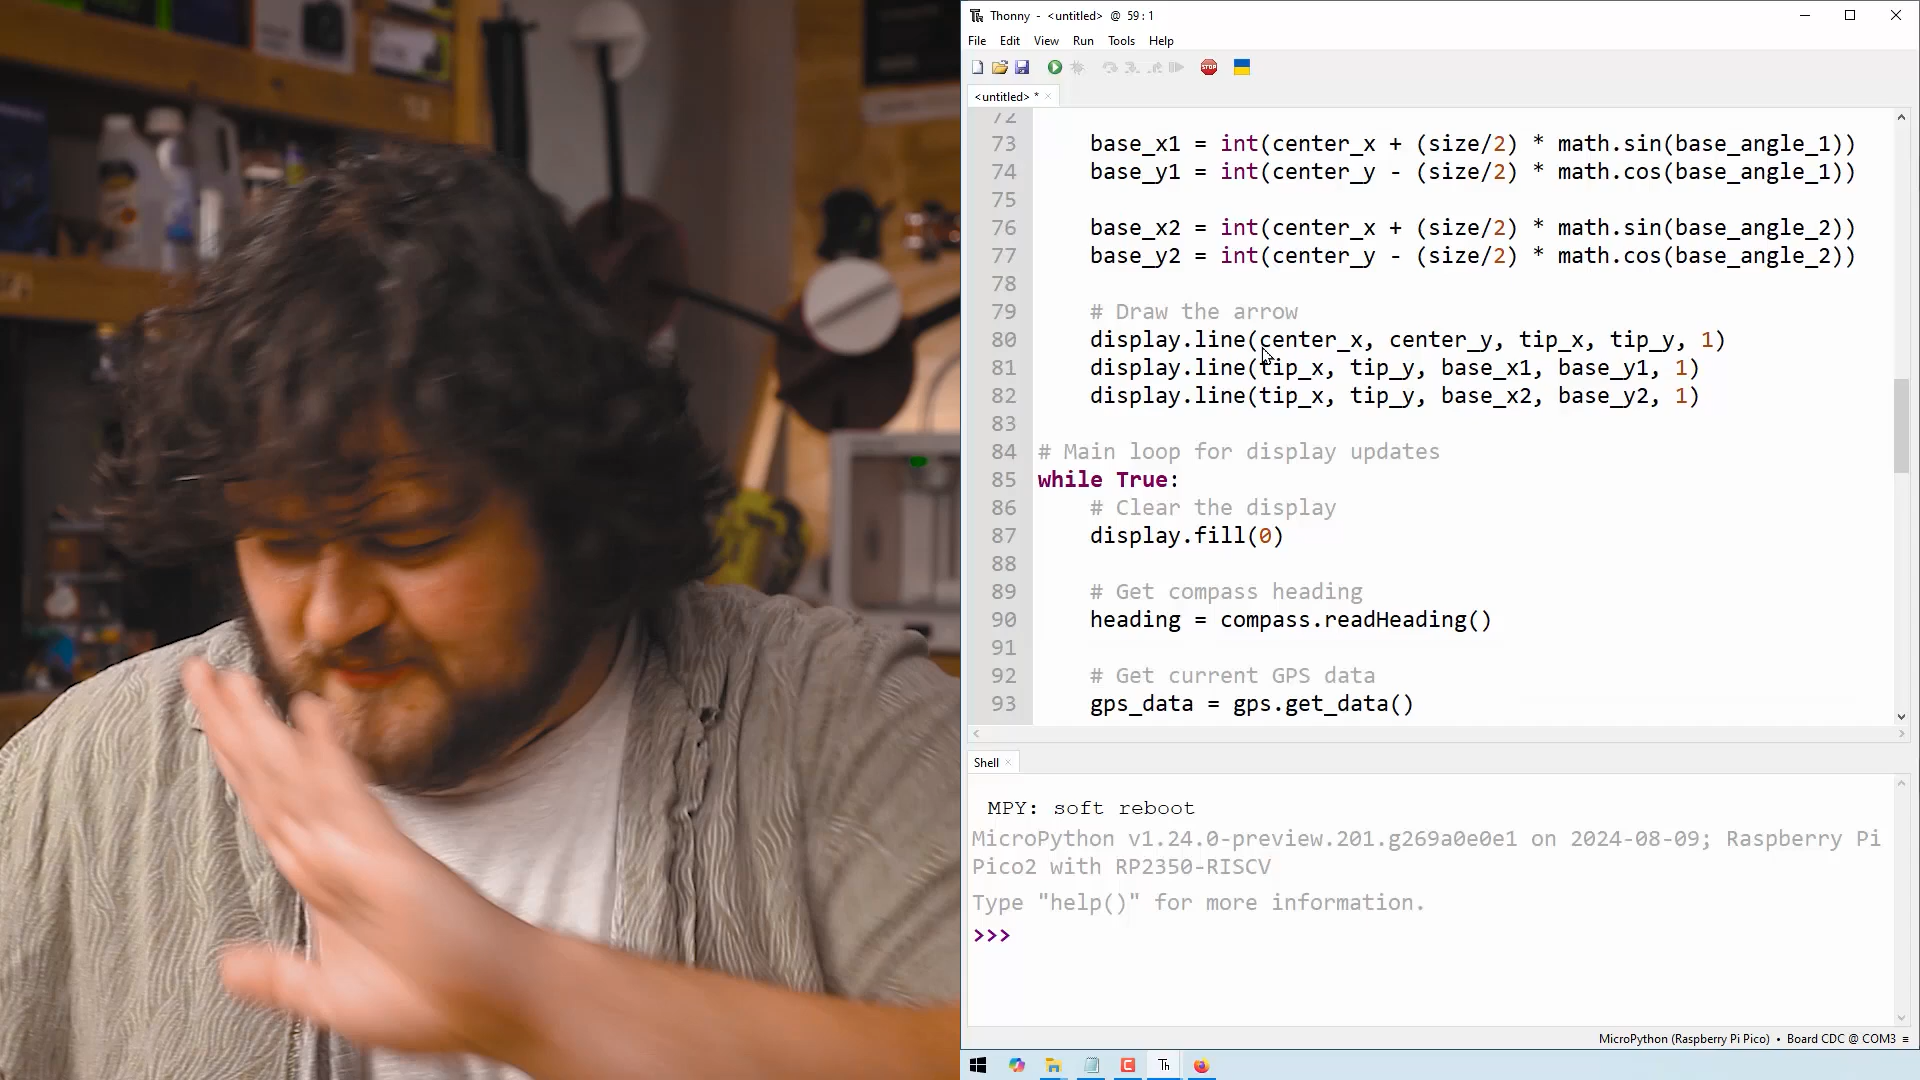 Thonny - <untitled> @ 59 : 1
File Edit View Run Tools Help
STOP
<untitled> *
72
73 base_x1 = int(center_x + (size/2) * math.sin(base_angle_1))
74 base_y1 = int(center_y - (size/2) * math.cos(base_angle_1))
75
76 base_x2 = int(center_x + (size/2) * math.sin(base_angle_2))
77 base_y2 = int(center_y - (size/2) * math.cos(base_angle_2))
78
79 # Draw the arrow
80 display.line(center_x, center_y, tip_x, tip_y, 1)
81 display.line(tip_x, tip_y, base_x1, base_y1, 1)
82 display.line(tip_x, tip_y, base_x2, base_y2, 1)
83
84 # Main loop for display updates
85 while True:
86 # Clear the display
87 display.fill(0)
88
89 # Get compass heading
90 heading = compass.readHeading()
91
92 # Get current GPS data
93 gps_data = gps.get_data()
Shell
MPY: soft reboot
MicroPython v1.24.0-preview.201.g269a0e0e1 on 2024-08-09; Raspberry Pi
Pico2 with RP2350-RISCV
Type "help()" for more information.
>>>
MicroPython (Raspberry Pi Pico) • Board CDC @ COM3 ≡
Th